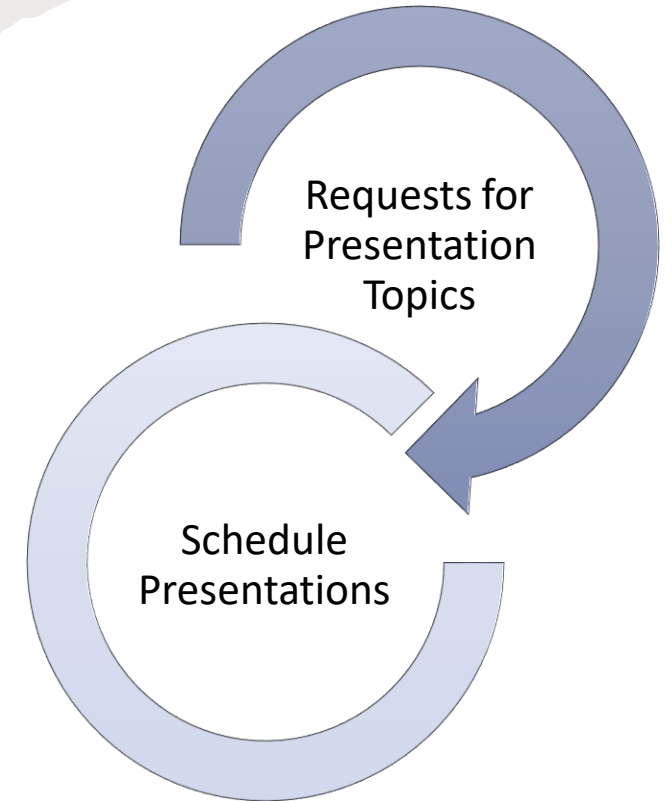 Requests for
Presentation
Topics
Schedule
Presentations